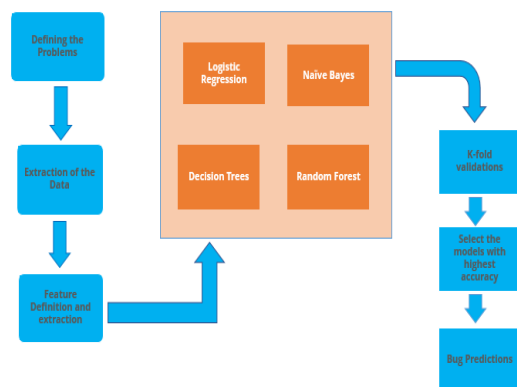 Defining the
Problems
Extraction of the
Data
Feature
Definition and
extraction
Logistic
Regression
Naïve Bayes
Decision Trees
Random Forest
K-fold
validations
Select the
models with
highest
accuracy
Bug Predictions